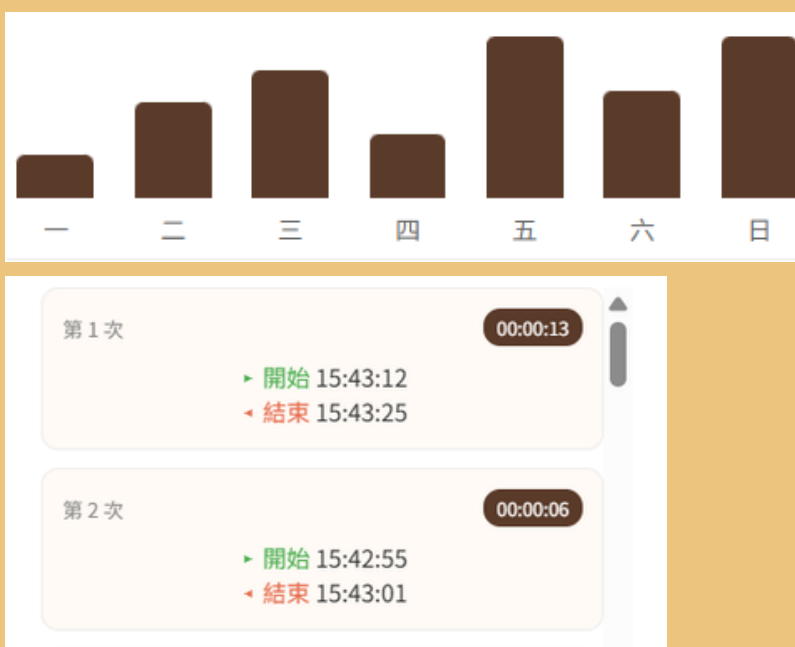 一 二 三 四 五 六 日
第 1 次 00:00:13
▸ 開始 15:43:12
◂ 結束 15:43:25
第 2 次 00:00:06
▸ 開始 15:42:55
◂ 結束 15:43:01